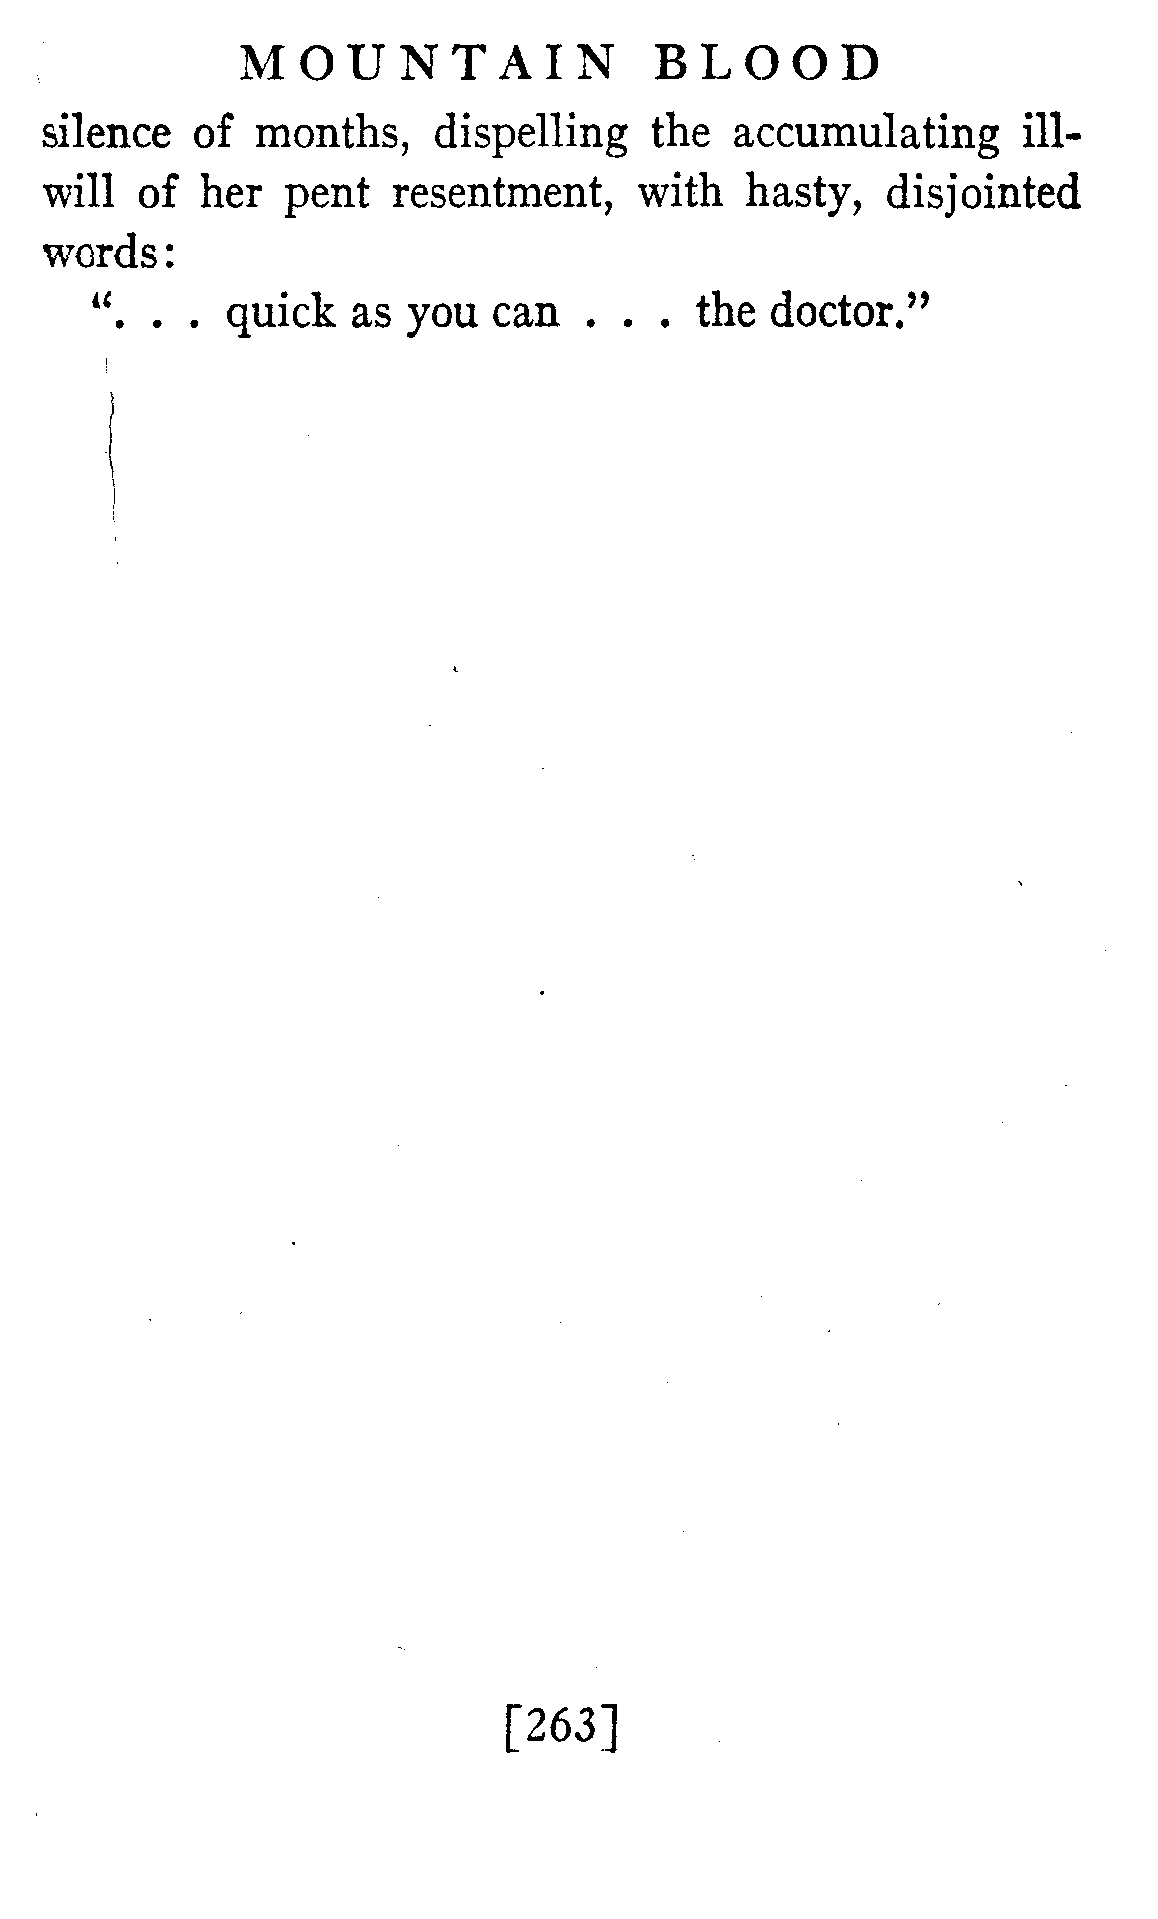 MOUNTAIN BLOOD
silence of months, dispelling the accumulating ill-
will of her pent resentment, with hasty, disjointed
words:
“. . . quick as you can . . . the doctor.”
[263]